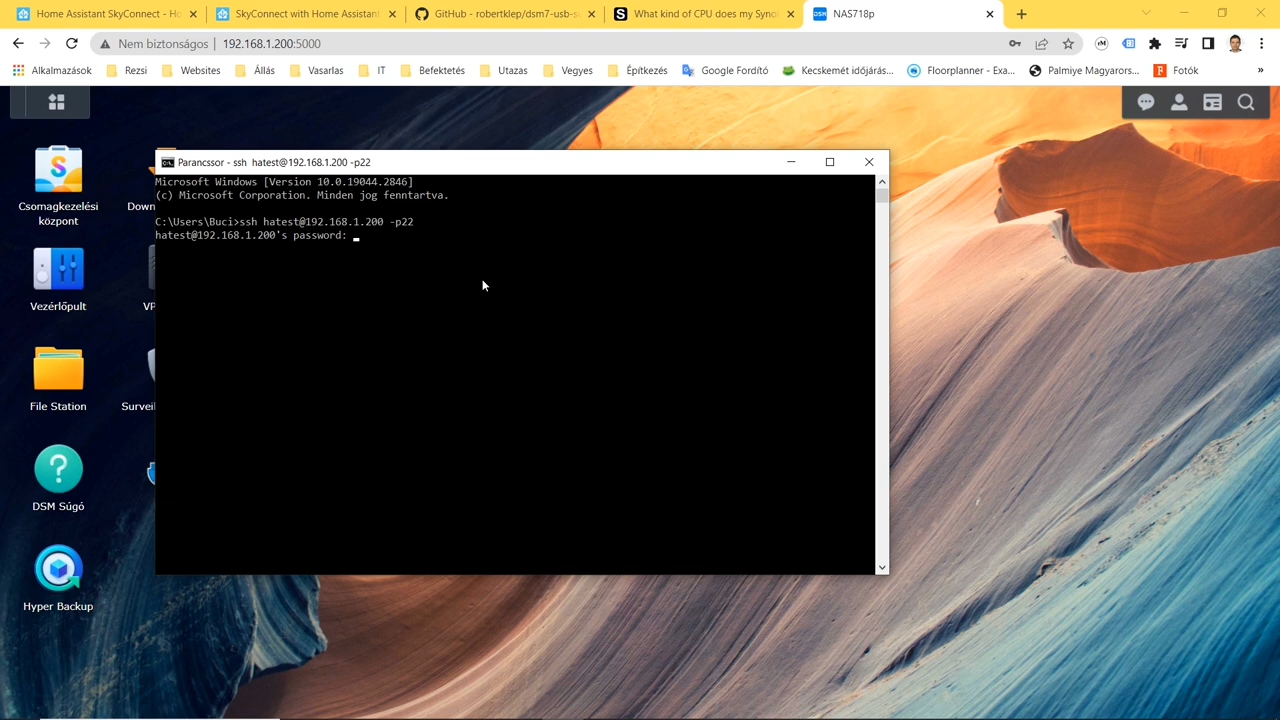 Home Assistant SkyConnect - Ho
SkyConnect with Home Assistant
GitHub - robertklep/dsm7-usb-se
What kind of CPU does my Synol
DSM
NAS718p
Nem biztonságos
192.168.1.200:5000
Alkalmazások
Rezsi
Websites
Állás
Vasarlas
IT
Befektetés
Utazas
Vegyes
Építkezés
Google Fordító
Kecskemét időjárás...
Floorplanner - Exa...
Palmiye Magyarors...
Fotók
»
Csomagkezelési
központ
Down
Vezérlőpult
VP
File Station
Surveil
DSM Súgó
Hyper Backup
Parancssor - ssh hatest@192.168.1.200 -p22
Microsoft Windows [Version 10.0.19044.2846]
(c) Microsoft Corporation. Minden jog fenntartva.
C:\Users\Buci>ssh hatest@192.168.1.200 -p22
hatest@192.168.1.200's password: